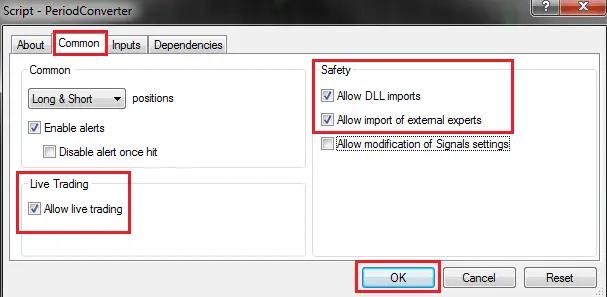 Script - PeriodConverter
?
About Common Inputs Dependencies
Common
Long & Short positions
Enable alerts
Disable alert once hit
Live Trading
Allow live trading
Safety
Allow DLL imports
Allow import of external experts
Allow modification of Signals settings
OK Cancel Reset